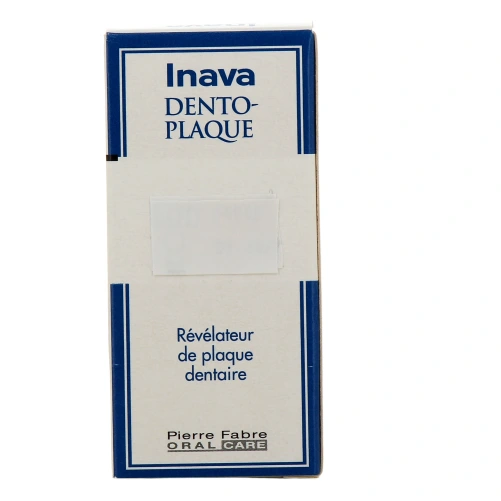 Inava
DENTO-
PLAQUE
Révélateur
de plaque
dentaire
Pierre Fabre
ORAL CARE